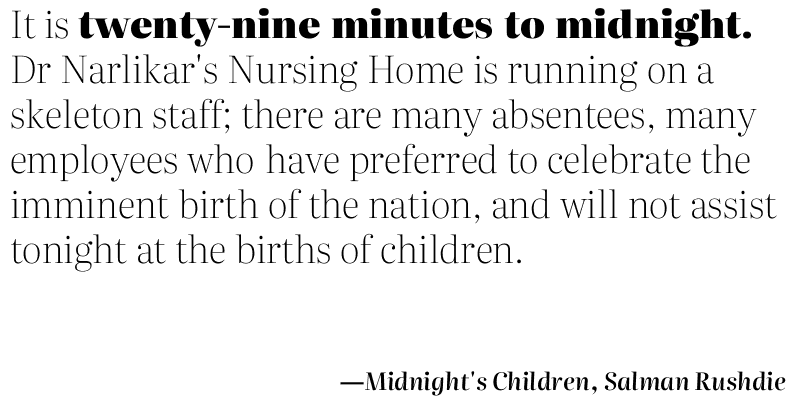 It is twenty-nine minutes to midnight.
Dr Narlikar's Nursing Home is running on a
skeleton staff; there are many absentees, many
employees who have preferred to celebrate the
imminent birth of the nation, and will not assist
tonight at the births of children.
—Midnight's Children, Salman Rushdie